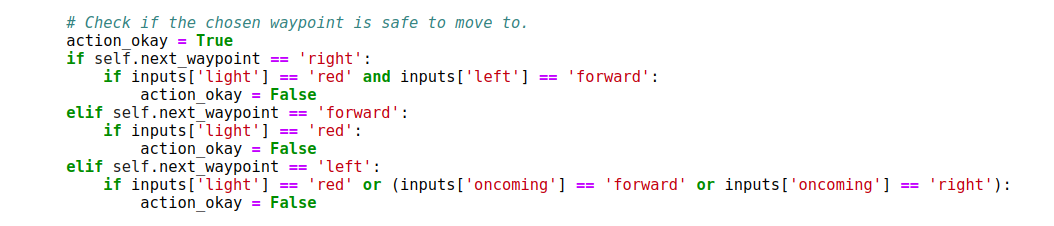 # Check if the chosen waypoint is safe to move to.
action_okay = True
if self.next_waypoint == 'right':
    if inputs['light'] == 'red' and inputs['left'] == 'forward':
        action_okay = False
elif self.next_waypoint == 'forward':
    if inputs['light'] == 'red':
        action_okay = False
elif self.next_waypoint == 'left':
    if inputs['light'] == 'red' or (inputs['oncoming'] == 'forward' or inputs['oncoming'] == 'right'):
        action_okay = False